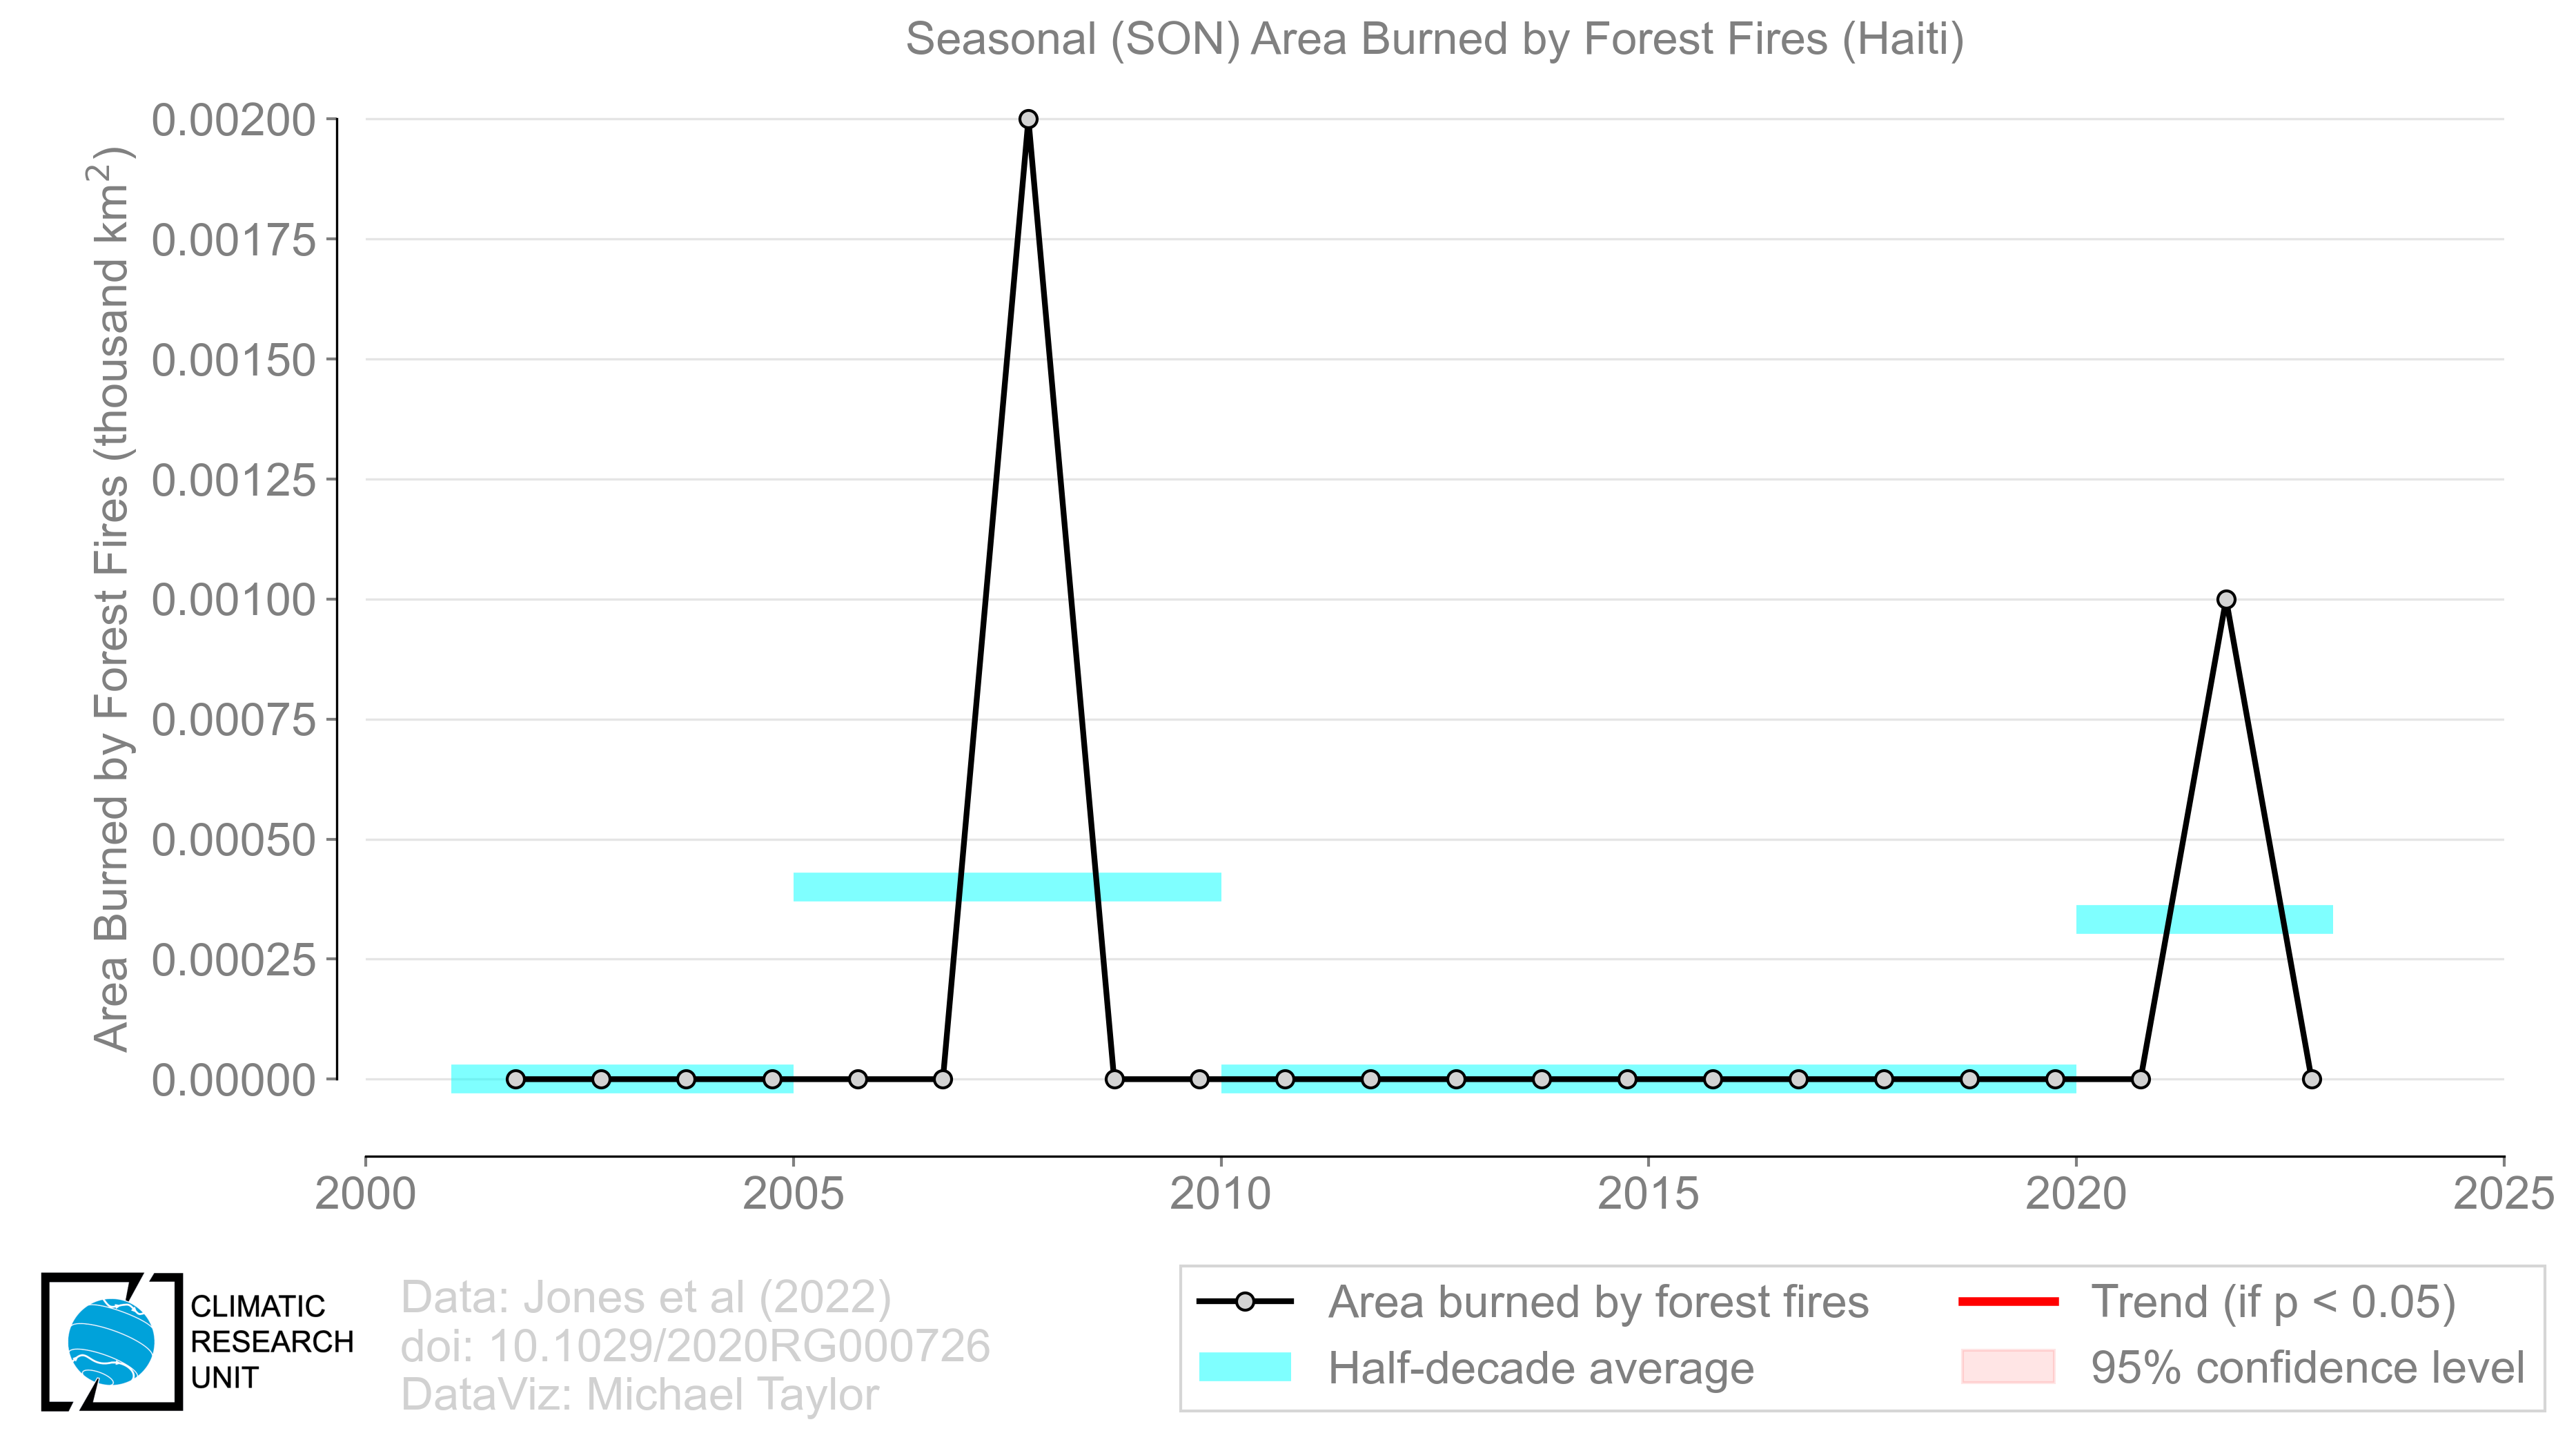 Seasonal (SON) Area Burned by Forest Fires (Haiti)
Area Burned by Forest Fires (thousand km²)
0.00200
0.00175
0.00150
0.00125
0.00100
0.00075
0.00050
0.00025
0.00000
2000 2005 2010 2015 2020 2025
CLIMATIC
RESEARCH
UNIT
Data: Jones et al (2022)
doi: 10.1029/2020RG000726
DataViz: Michael Taylor
Area burned by forest fires
Half-decade average
Trend (if p < 0.05)
95% confidence level